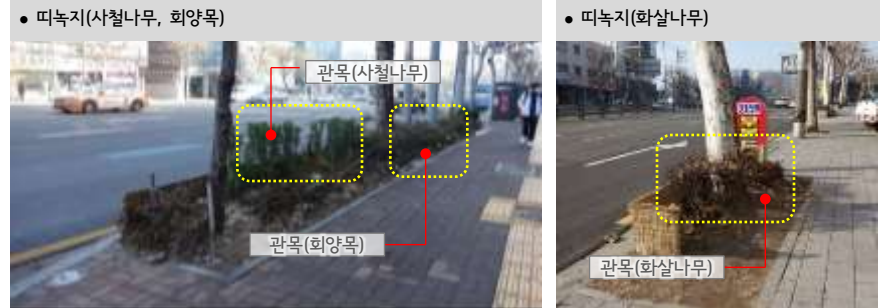 ● 띠녹지(사철나무, 회양목)
● 띠녹지(화살나무)
관목(사철나무)
관목(회양목)
관목(화살나무)